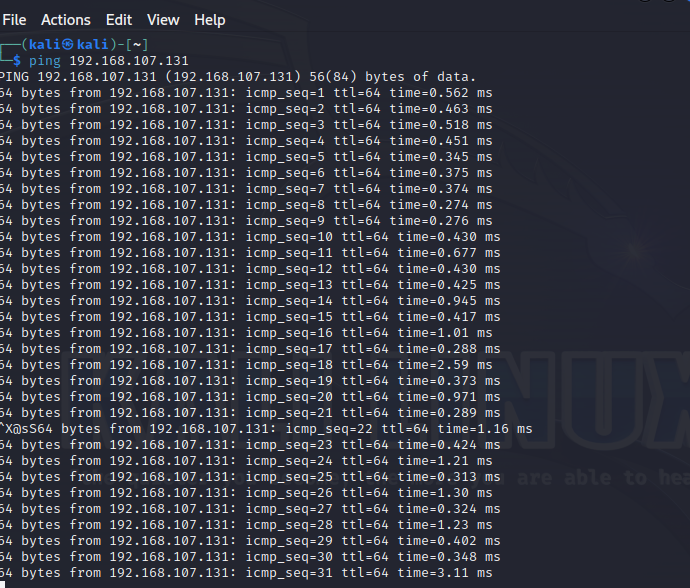 File Actions Edit View Help
┌──(kali㉿kali)-[~]
└─$ ping 192.168.107.131
PING 192.168.107.131 (192.168.107.131) 56(84) bytes of data.
64 bytes from 192.168.107.131: icmp_seq=1 ttl=64 time=0.562 ms
64 bytes from 192.168.107.131: icmp_seq=2 ttl=64 time=0.463 ms
64 bytes from 192.168.107.131: icmp_seq=3 ttl=64 time=0.518 ms
64 bytes from 192.168.107.131: icmp_seq=4 ttl=64 time=0.451 ms
64 bytes from 192.168.107.131: icmp_seq=5 ttl=64 time=0.345 ms
64 bytes from 192.168.107.131: icmp_seq=6 ttl=64 time=0.375 ms
64 bytes from 192.168.107.131: icmp_seq=7 ttl=64 time=0.374 ms
64 bytes from 192.168.107.131: icmp_seq=8 ttl=64 time=0.274 ms
64 bytes from 192.168.107.131: icmp_seq=9 ttl=64 time=0.276 ms
64 bytes from 192.168.107.131: icmp_seq=10 ttl=64 time=0.430 ms
64 bytes from 192.168.107.131: icmp_seq=11 ttl=64 time=0.677 ms
64 bytes from 192.168.107.131: icmp_seq=12 ttl=64 time=0.430 ms
64 bytes from 192.168.107.131: icmp_seq=13 ttl=64 time=0.425 ms
64 bytes from 192.168.107.131: icmp_seq=14 ttl=64 time=0.945 ms
64 bytes from 192.168.107.131: icmp_seq=15 ttl=64 time=0.417 ms
64 bytes from 192.168.107.131: icmp_seq=16 ttl=64 time=1.01 ms
64 bytes from 192.168.107.131: icmp_seq=17 ttl=64 time=0.288 ms
64 bytes from 192.168.107.131: icmp_seq=18 ttl=64 time=2.59 ms
64 bytes from 192.168.107.131: icmp_seq=19 ttl=64 time=0.373 ms
64 bytes from 192.168.107.131: icmp_seq=20 ttl=64 time=0.971 ms
64 bytes from 192.168.107.131: icmp_seq=21 ttl=64 time=0.289 ms
^X@sS64 bytes from 192.168.107.131: icmp_seq=22 ttl=64 time=1.16 ms
64 bytes from 192.168.107.131: icmp_seq=23 ttl=64 time=0.424 ms
64 bytes from 192.168.107.131: icmp_seq=24 ttl=64 time=1.21 ms
64 bytes from 192.168.107.131: icmp_seq=25 ttl=64 time=0.313 ms
64 bytes from 192.168.107.131: icmp_seq=26 ttl=64 time=1.30 ms
64 bytes from 192.168.107.131: icmp_seq=27 ttl=64 time=0.324 ms
64 bytes from 192.168.107.131: icmp_seq=28 ttl=64 time=1.23 ms
64 bytes from 192.168.107.131: icmp_seq=29 ttl=64 time=0.402 ms
64 bytes from 192.168.107.131: icmp_seq=30 ttl=64 time=0.348 ms
64 bytes from 192.168.107.131: icmp_seq=31 ttl=64 time=3.11 ms